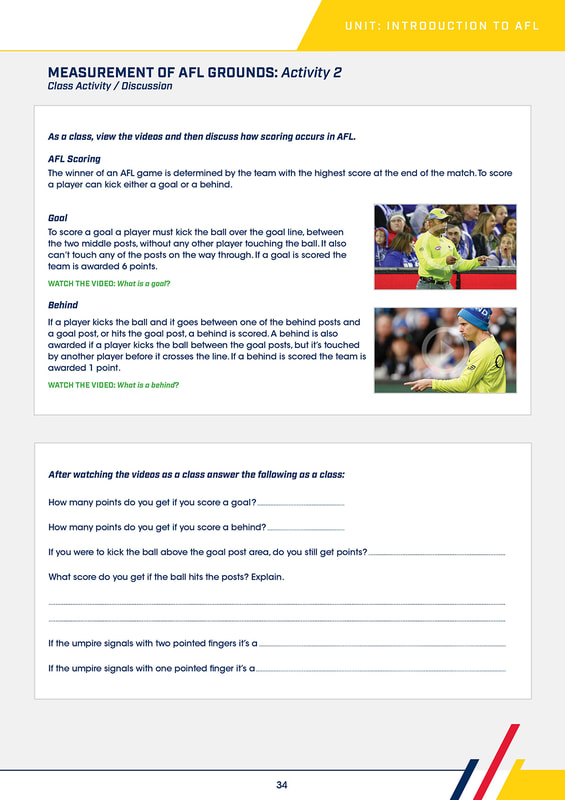 UNIT: INTRODUCTION TO AFL
MEASUREMENT OF AFL GROUNDS: Activity 2
Class Activity / Discussion
As a class, view the videos and then discuss how scoring occurs in AFL.
AFL Scoring
The winner of an AFL game is determined by the team with the highest score at the end of the match. To score
a player can kick either a goal or a behind.
Goal
To score a goal a player must kick the ball over the goal line, between
the two middle posts, without any other player touching the ball. It also
can't touch any of the posts on the way through. If a goal is scored the
team is awarded 6 points.
WATCH THE VIDEO: What is a goal?
Behind
If a player kicks the ball and it goes between one of the behind posts and
a goal post, or hits the goal post, a behind is scored. A behind is also
awarded if a player kicks the ball between the goal posts, but it's touched
by another player before it crosses the line. If a behind is scored the team is
awarded 1 point.
WATCH THE VIDEO: What is a behind?
After watching the videos as a class answer the following as a class:
How many points do you get if you score a goal?
How many points do you get if you score a behind?
If you were to kick the ball above the goal post area, do you still get points?
What score do you get if the ball hits the posts? Explain.
If the umpire signals with two pointed fingers it's a
If the umpire signals with one pointed finger it's a
34